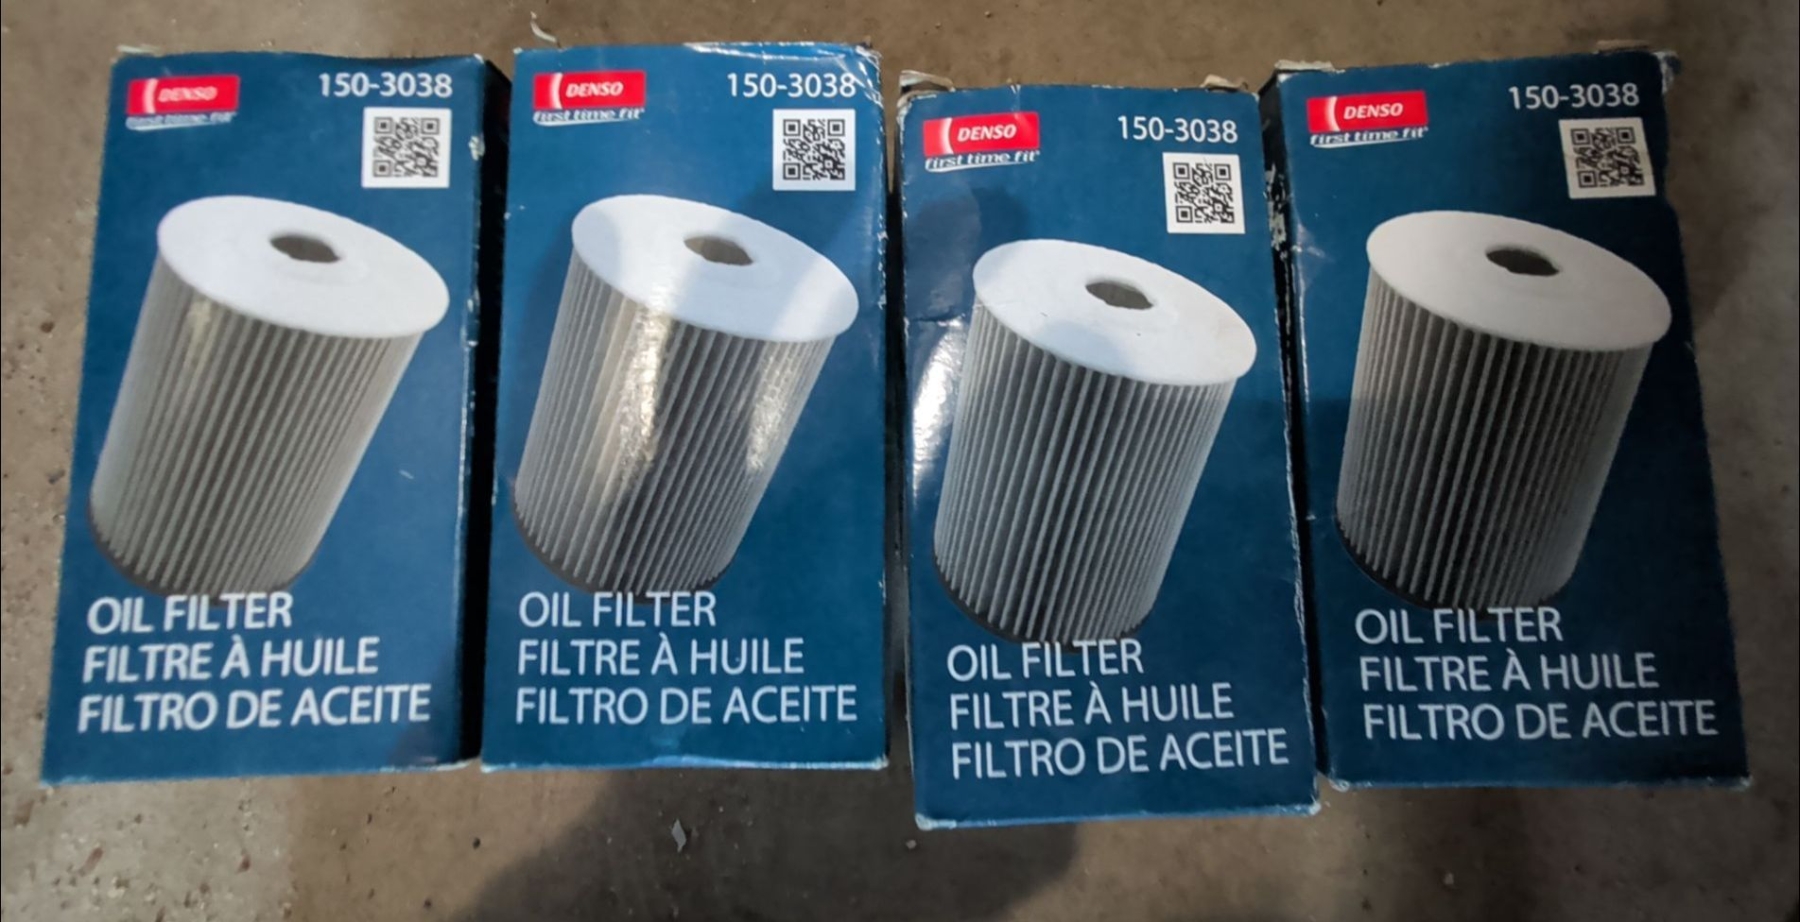 DENSO
first time fit®
150-3038
OIL FILTER
FILTRE À HUILE
FILTRO DE ACEITE
DENSO
first time fit®
150-3038
OIL FILTER
FILTRE À HUILE
FILTRO DE ACEITE
DENSO
first time fit®
150-3038
OIL FILTER
FILTRE À HUILE
FILTRO DE ACEITE
DENSO
first time fit®
150-3038
OIL FILTER
FILTRE À HUILE
FILTRO DE ACEITE